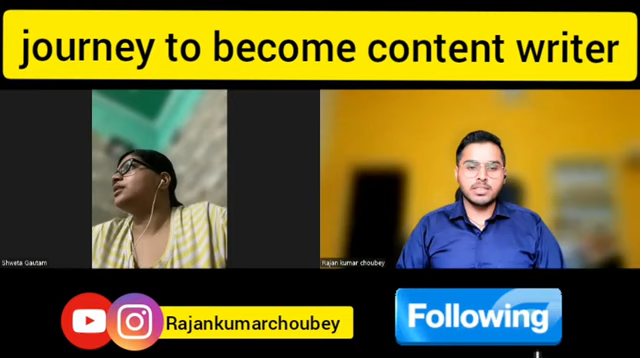 journey to become content writer
Shweta Gautam
Rajan kumar choubey
Rajankumarchoubey
Following